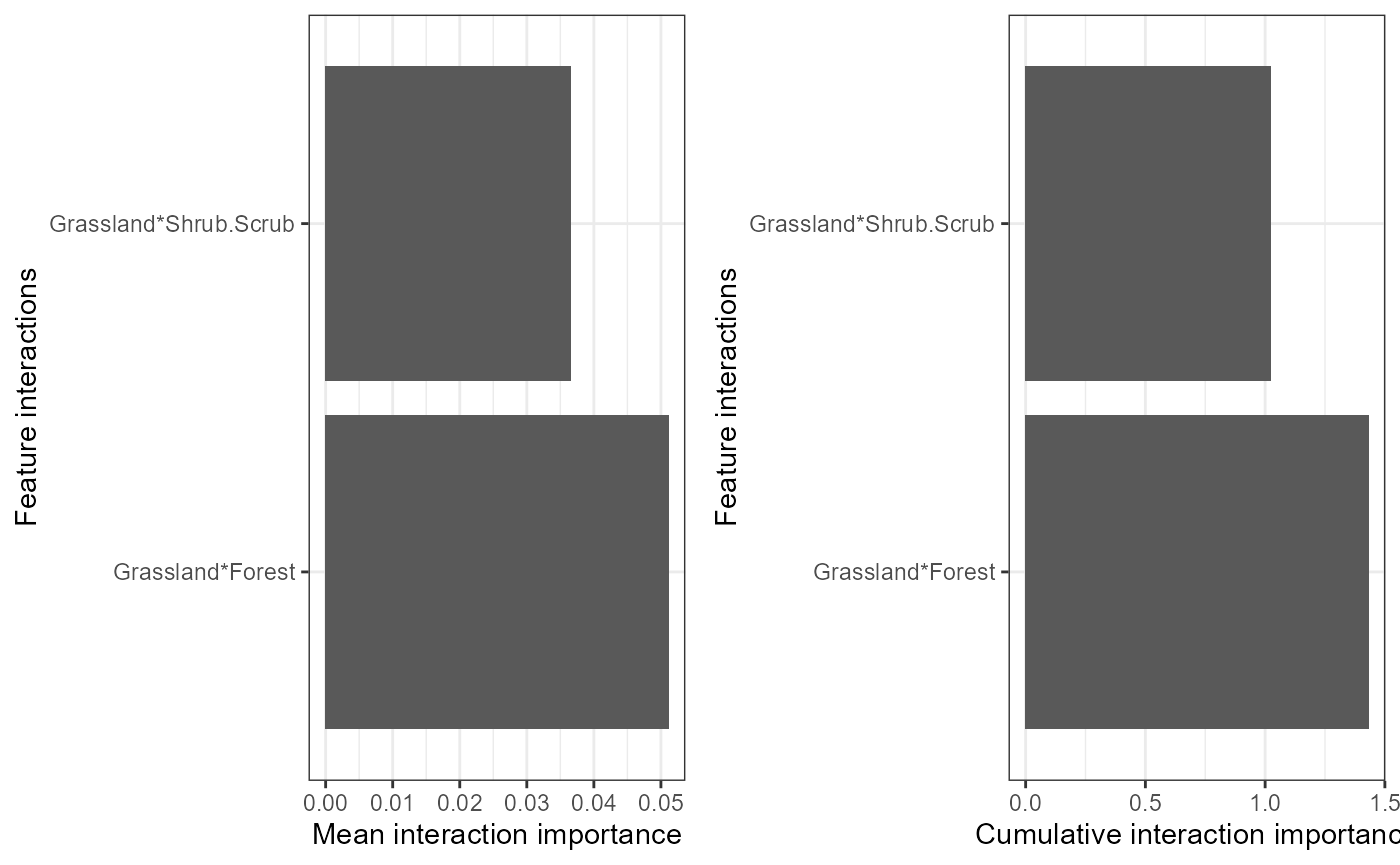 Feature interactions
Grassland*Shrub.Scrub
Grassland*Forest
0.00 0.01 0.02 0.03 0.04 0.05
Mean interaction importance
Feature interactions
Grassland*Shrub.Scrub
Grassland*Forest
0.0 0.5 1.0 1.5
Cumulative interaction importanc